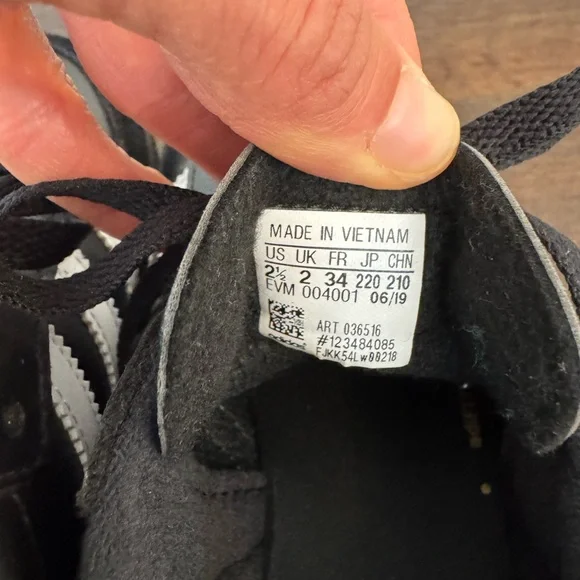 MADE IN VIETNAM
US UK FR JP CHN
2½ 2 34 220 210
EVM 004001 06/19
ART 036516
#123484085
adidas FJKK54Lw00218